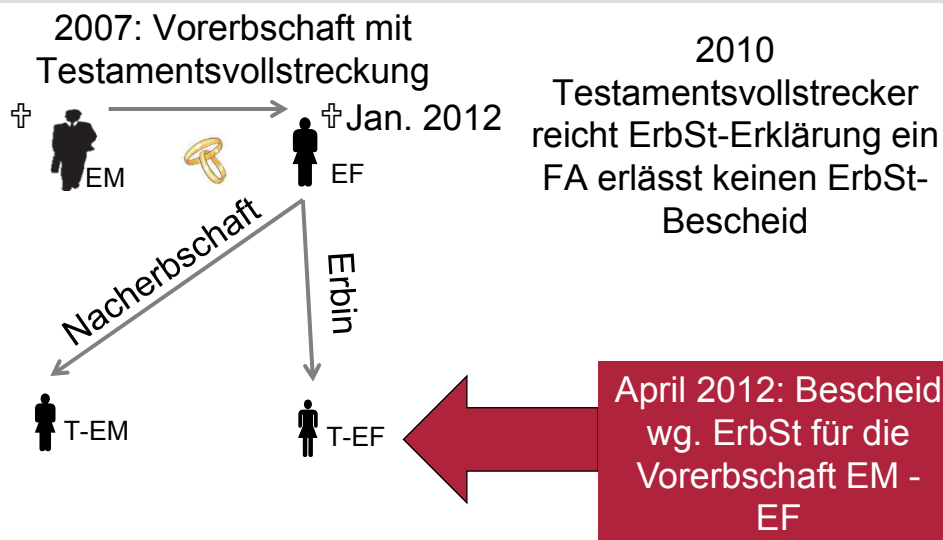 2007: Vorerbschaft mit
Testamentsvollstreckung
✞
EM
✞Jan. 2012
EF
2010
Testamentsvollstrecker
reicht ErbSt-Erklärung ein
FA erlässt keinen ErbSt-
Bescheid
Nacherbschaft
Erbin
T-EM
T-EF
April 2012: Bescheid
wg. ErbSt für die
Vorerbschaft EM -
EF